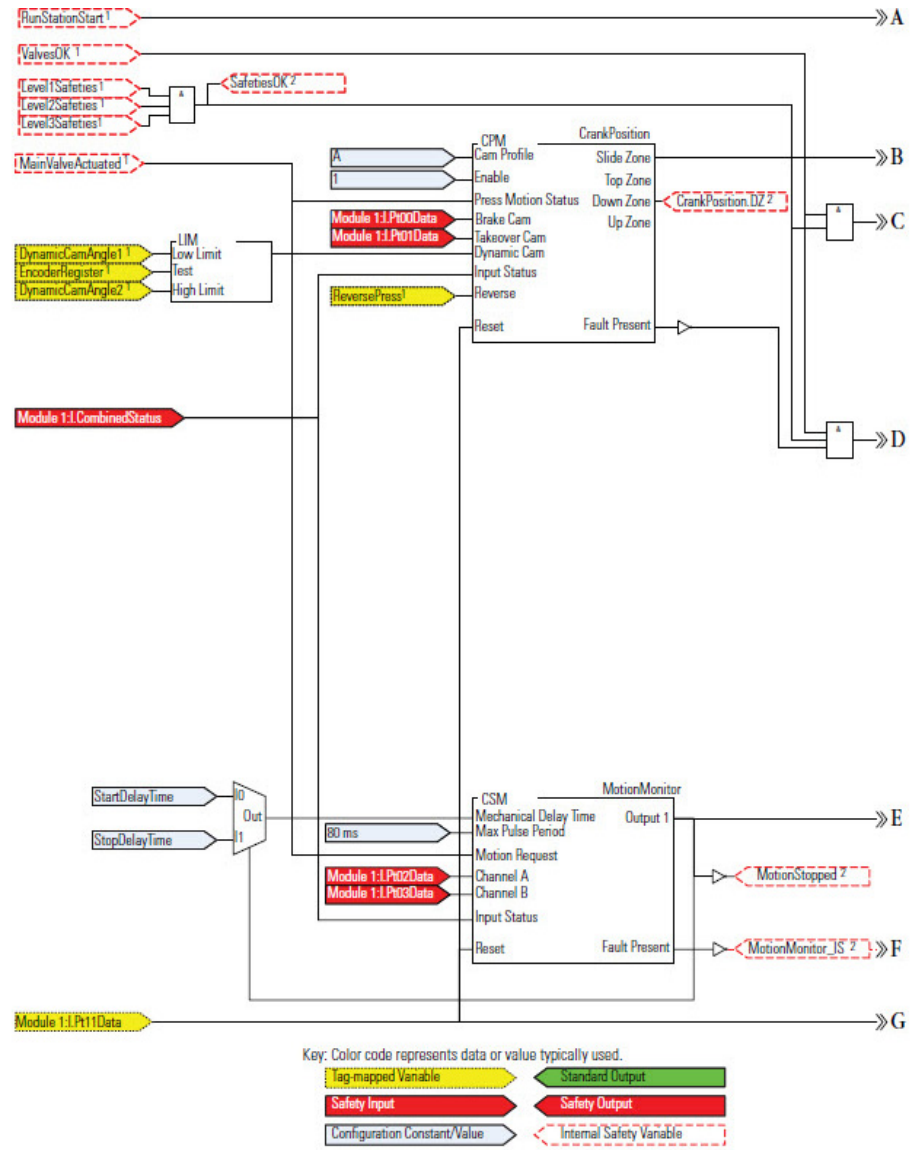 RunStationStart 1
A
ValvesOK 1
Level1Safeties 1
Level2Safeties 1
Level3Safeties1
&
SafetiesOK 2
MainValveActuated 1
CPM
CrankPosition
A
Cam Profile
Slide Zone
B
1
Enable
Top Zone
Press Motion Status
Down Zone
CrankPosition.DZ 2
Module 1:I.Pt00Data
Brake Cam
Up Zone
&
C
Module 1:I.Pt01Data
Takeover Cam
Dynamic Cam
LIM
DynamicCamAngle1 1
Low Limit
EncoderRegister 1
Test
DynamicCamAngle2 1
High Limit
Input Status
ReversePress1
Reverse
Reset
Fault Present
Module 1:I.CombinedStatus
&
D
StartDelayTime
I0
Out
StopDelayTime
I1
CSM
MotionMonitor
Mechanical Delay Time
Output 1
E
80 ms
Max Pulse Period
Motion Request
Module 1:I.Pt02Data
Channel A
MotionStopped 2
Module 1:I.Pt03Data
Channel B
Input Status
Reset
Fault Present
MotionMonitor_IS 2
F
Module 1:I.Pt11Data
G
Key: Color code represents data or value typically used.
Tag-mapped Variable
Standard Output
Safety Input
Safety Output
Configuration Constant/Value
Internal Safety Variable